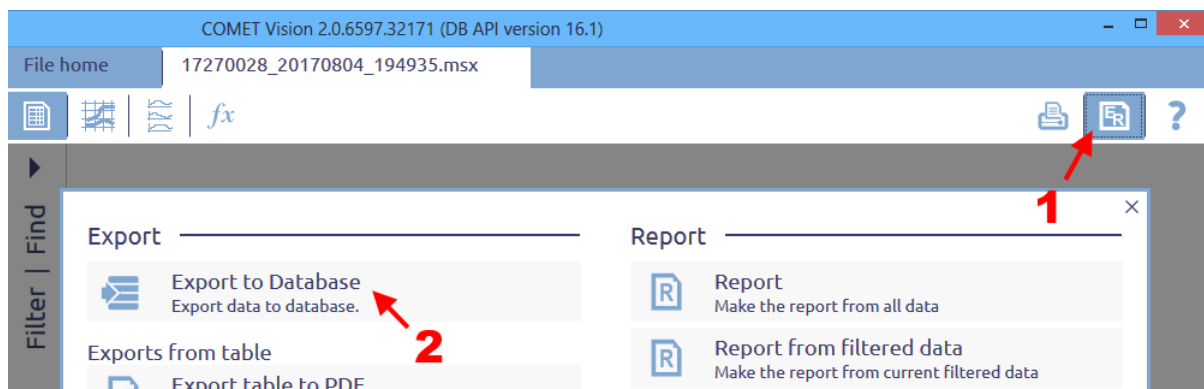 COMET Vision 2.0.6597.32171 (DB API version 16.1)
File home
17270028_20170804_194935.msx
fx
ER
?
1
Filter | Find
Export
Export to Database
Export data to database.
2
Exports from table
Export table to PDF
Report
R
Report
Make the report from all data
R
Report from filtered data
Make the report from current filtered data